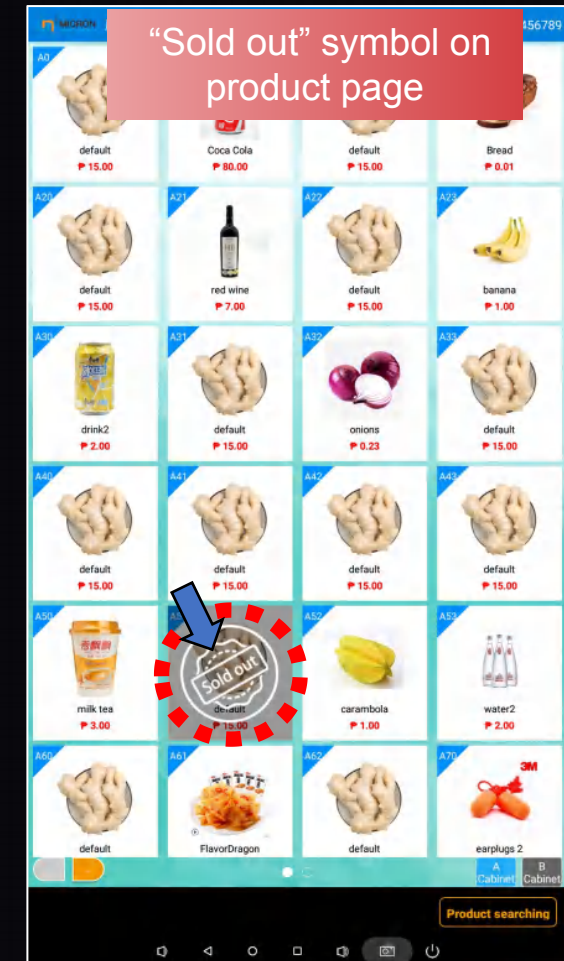 “Sold out” symbol on
product page
MICRON
456789
A0
default
₱ 15.00
Coca Cola
₱ 80.00
default
₱ 15.00
Bread
₱ 0.01
A20
default
₱ 15.00
A21
red wine
₱ 7.00
A22
default
₱ 15.00
A23
banana
₱ 1.00
A30
drink2
₱ 2.00
A31
default
₱ 15.00
A32
onions
₱ 0.23
A33
default
₱ 15.00
A40
default
₱ 15.00
A41
default
₱ 15.00
A42
default
₱ 15.00
A43
default
₱ 15.00
A50
香飘飘
milk tea
₱ 3.00
Sold out
default
₱ 15.00
A52
carambola
₱ 1.00
A53
water2
₱ 2.00
A60
default
A61
FlavorDragon
A62
default
A70
3M
earplugs 2
A
Cabinet
B
Cabinet
Product searching